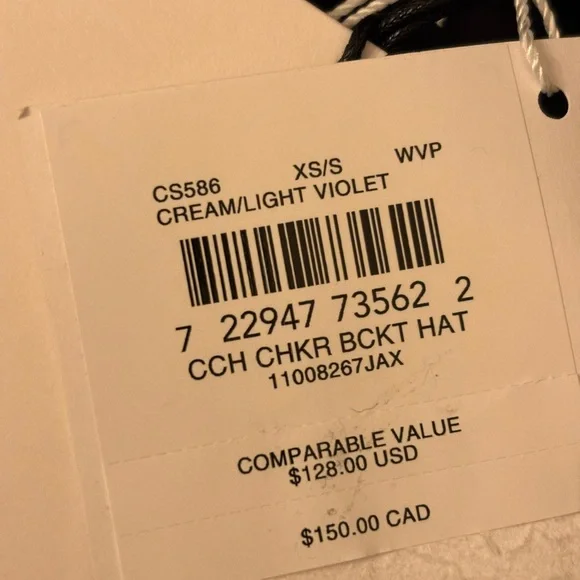 CS586 XS/S WVP
CREAM/LIGHT VIOLET
7 22947 73562 2
CCH CHKR BCKT HAT
11008267JAX
COMPARABLE VALUE
$128.00 USD
$150.00 CAD